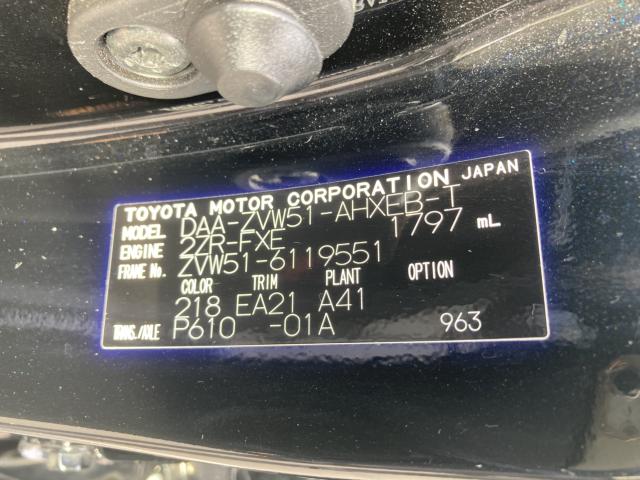 TOYOTA MOTOR CORPORATION JAPAN
MODEL DAA-ZVW51-AHXEB-T
ENGINE 2ZR-FXE 1797 mL
FRAME No. ZVW51-6119551
COLOR TRIM PLANT OPTION
218 EA21 A41
TRANS./AXLE P610 -01A 963